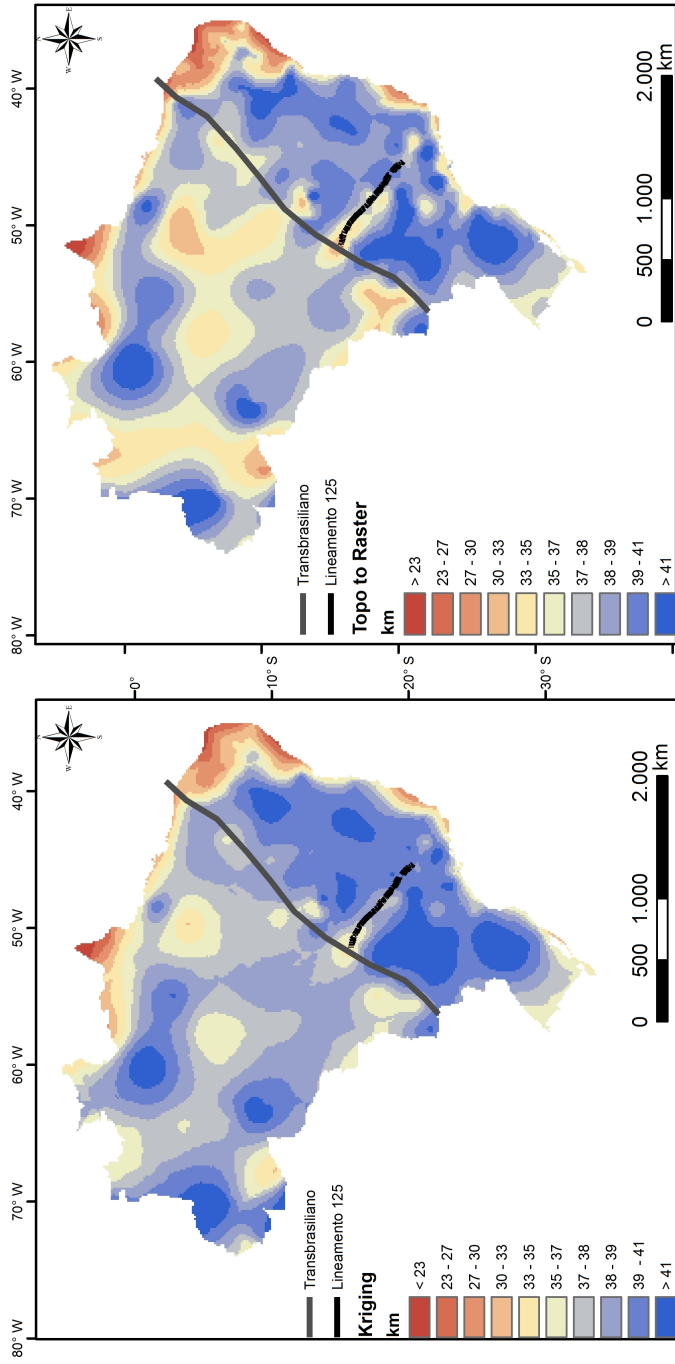 80° W
70° W
60° W
50° W
40° W
N
W
E
S
Transbrasiliano
Lineamento 125
Kriging
km
< 23
23 - 27
27 - 30
30 - 33
33 - 35
35 - 37
37 - 38
38 - 39
39 - 41
> 41
0
500
1.000
2.000
km
0°
10° S
20° S
30° S
80° W
70° W
60° W
50° W
40° W
N
W
E
S
Transbrasiliano
Lineamento 125
Topo to Raster
km
> 23
23 - 27
27 - 30
30 - 33
33 - 35
35 - 37
37 - 38
38 - 39
39 - 41
> 41
0
500
1.000
2.000
km